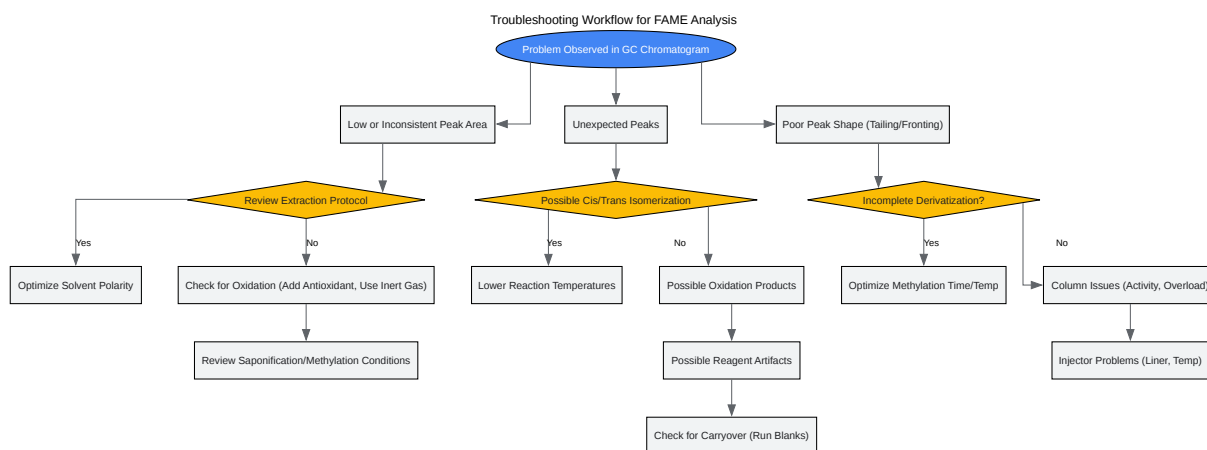 Troubleshooting Workflow for FAME Analysis
Problem Observed in GC Chromatogram
Low or Inconsistent Peak Area
Unexpected Peaks
Poor Peak Shape (Tailing/Fronting)
Review Extraction Protocol
Possible Cis/Trans Isomerization
Incomplete Derivatization?
Yes
No
Yes
No
Yes
No
Optimize Solvent Polarity
Check for Oxidation (Add Antioxidant, Use Inert Gas)
Lower Reaction Temperatures
Possible Oxidation Products
Optimize Methylation Time/Temp
Column Issues (Activity, Overload)
Review Saponification/Methylation Conditions
Possible Reagent Artifacts
Injector Problems (Liner, Temp)
Check for Carryover (Run Blanks)